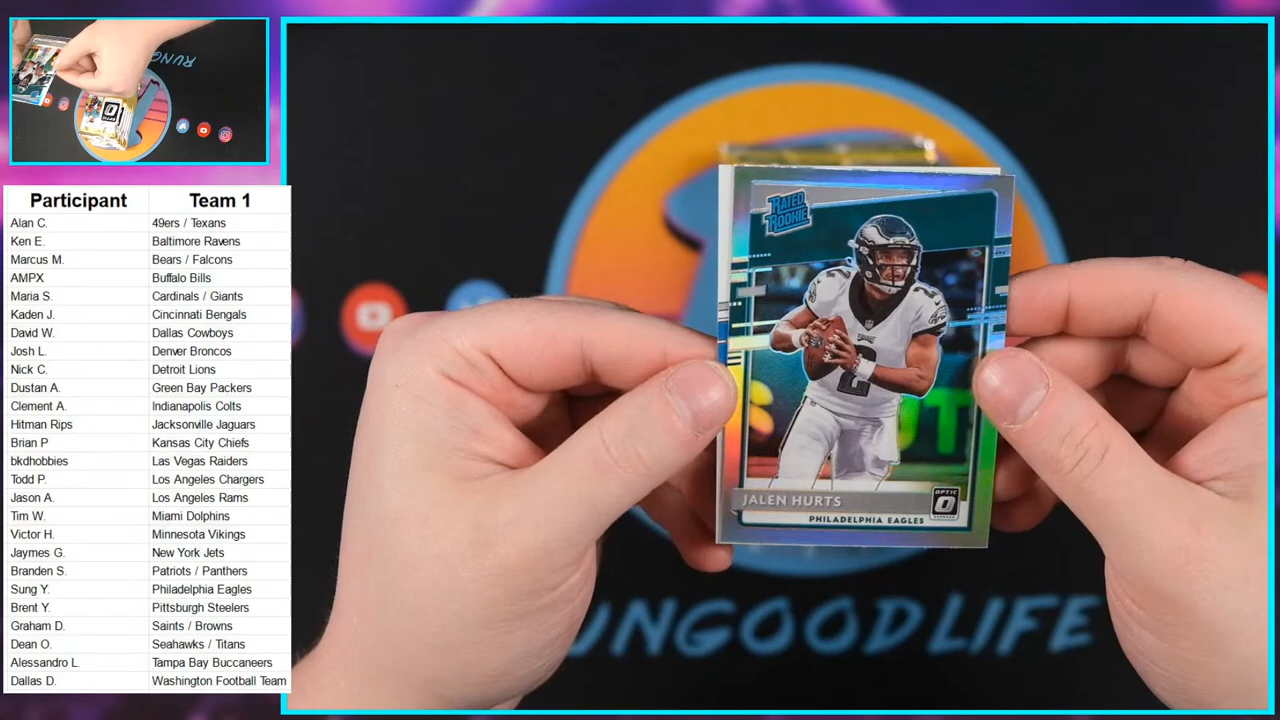 RUNG
Participant Team 1
Alan C. 49ers / Texans
Ken E. Baltimore Ravens
Marcus M. Bears / Falcons
AMPX Buffalo Bills
Maria S. Cardinals / Giants
Kaden J. Cincinnati Bengals
David W. Dallas Cowboys
Josh L. Denver Broncos
Nick C. Detroit Lions
Dustan A. Green Bay Packers
Clement A. Indianapolis Colts
Hitman Rips Jacksonville Jaguars
Brian P Kansas City Chiefs
bkdhobbies Las Vegas Raiders
Todd P. Los Angeles Chargers
Jason A. Los Angeles Rams
Tim W. Miami Dolphins
Victor H. Minnesota Vikings
Jaymes G. New York Jets
Branden S. Patriots / Panthers
Sung Y. Philadelphia Eagles
Brent Y. Pittsburgh Steelers
Graham D. Saints / Browns
Dean O. Seahawks / Titans
Alessandro L. Tampa Bay Buccaneers
Dallas D. Washington Football Team
RATED
ROOKIE
2
JALEN HURTS
OPTIC
PHILADELPHIA EAGLES
UNGOODLIFE